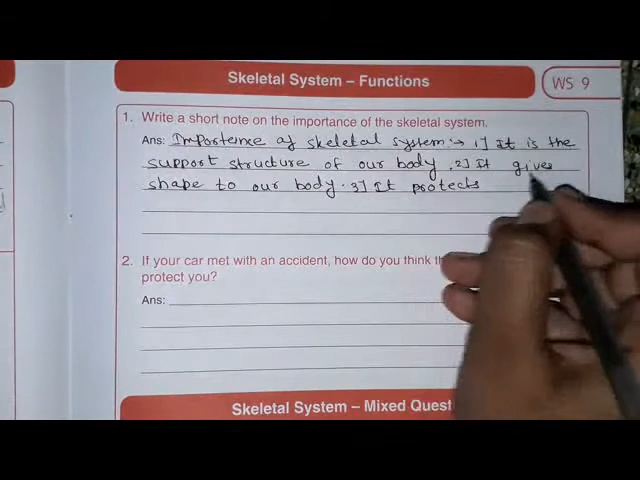 Skeletal System – Functions
WS 9
1. Write a short note on the importance of the skeletal system.
Ans: Importence of skeletal system → 1] It is the
support structure of our body. 2] It gives
shape to our body. 3] It protects
2. If your car met with an accident, how do you think
protect you?
Ans:
Skeletal System – Mixed